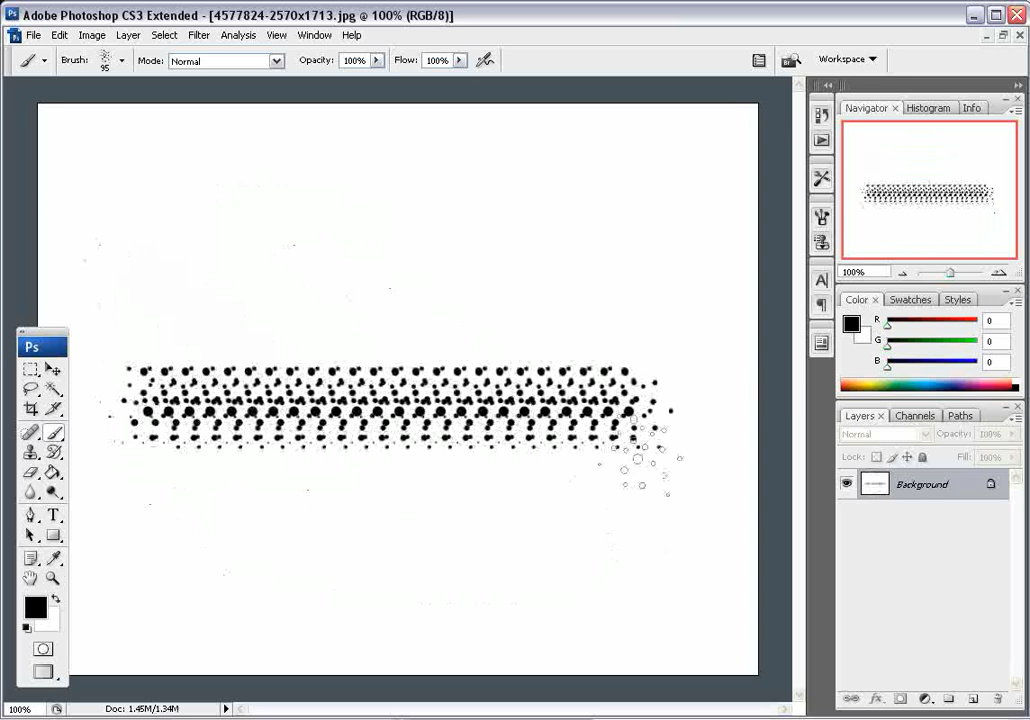 Adobe Photoshop CS3 Extended - [4577824-2570x1713.jpg @ 100% (RGB/8)]
File Edit Image Layer Select Filter Analysis View Window Help
Brush: 95 Mode: Normal Opacity: 100% Flow: 100% Workspace
Navigator Histogram Info
100%
Color Swatches Styles
R 0
G 0
B 0
Layers Channels Paths
Normal Opacity: 100%
Lock: Fill: 100%
Background
Ps
100% Doc: 1.45M/1.34M